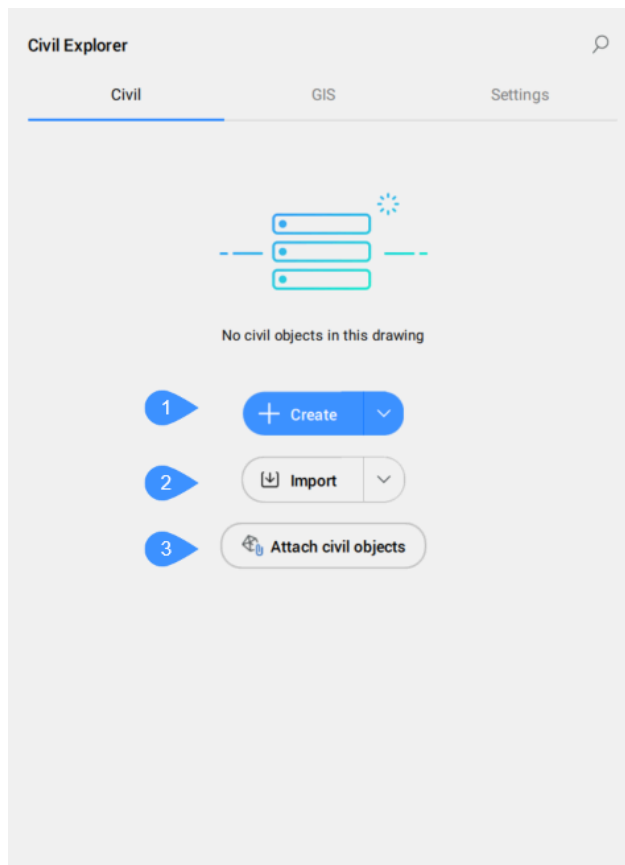 Civil Explorer
Civil GIS Settings
No civil objects in this drawing
1 Create
2 Import
3 Attach civil objects